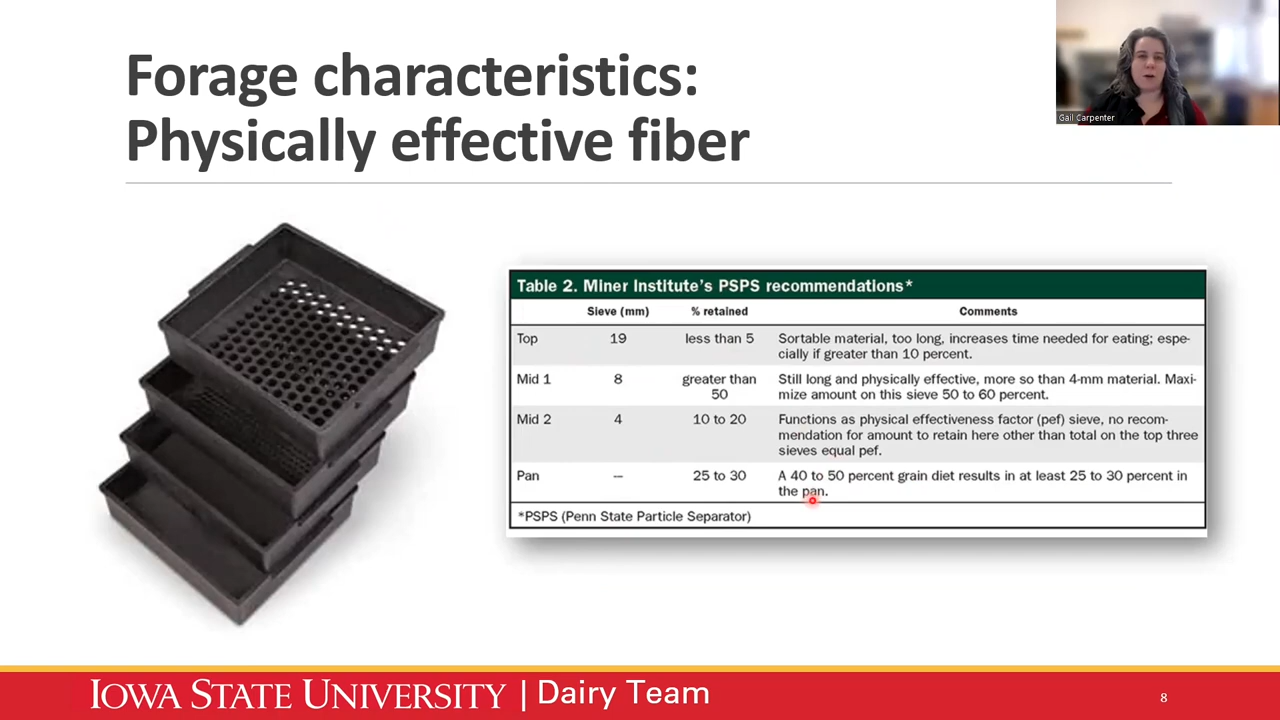 Forage characteristics:
Physically effective fiber
Gail Carpenter
Table 2. Miner Institute's PSPS recommendations*
Sieve (mm) % retained Comments
Top 19 less than 5 Sortable material, too long, increases time needed for eating; espe-
cially if greater than 10 percent.
Mid 1 8 greater than 50 Still long and physically effective, more so than 4-mm material. Maxi-
mize amount on this sieve 50 to 60 percent.
Mid 2 4 10 to 20 Functions as physical effectiveness factor (pef) sieve, no recom-
mendation for amount to retain here other than total on the top three
sieves equal pef.
Pan — 25 to 30 A 40 to 50 percent grain diet results in at least 25 to 30 percent in
the pan.
*PSPS (Penn State Particle Separator)
IOWA STATE UNIVERSITY | Dairy Team
8